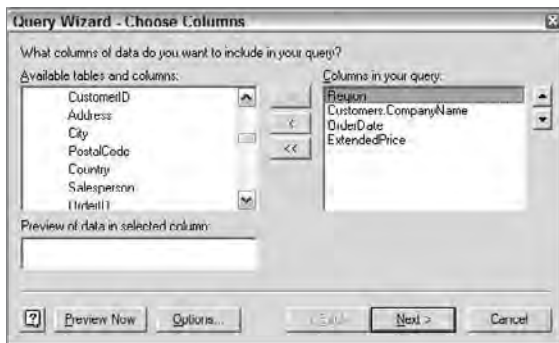 Query Wizard - Choose Columns
What columns of data do you want to include in your query?
Available tables and columns:
CustomerID
Address
City
PostalCode
Country
Salesperson
OrderID
Preview of data in selected column:
<
<<
Columns in your query:
Region
Customers.CompanyName
OrderDate
ExtendedPrice
?
Preview Now
Options...
< Back
Next >
Cancel